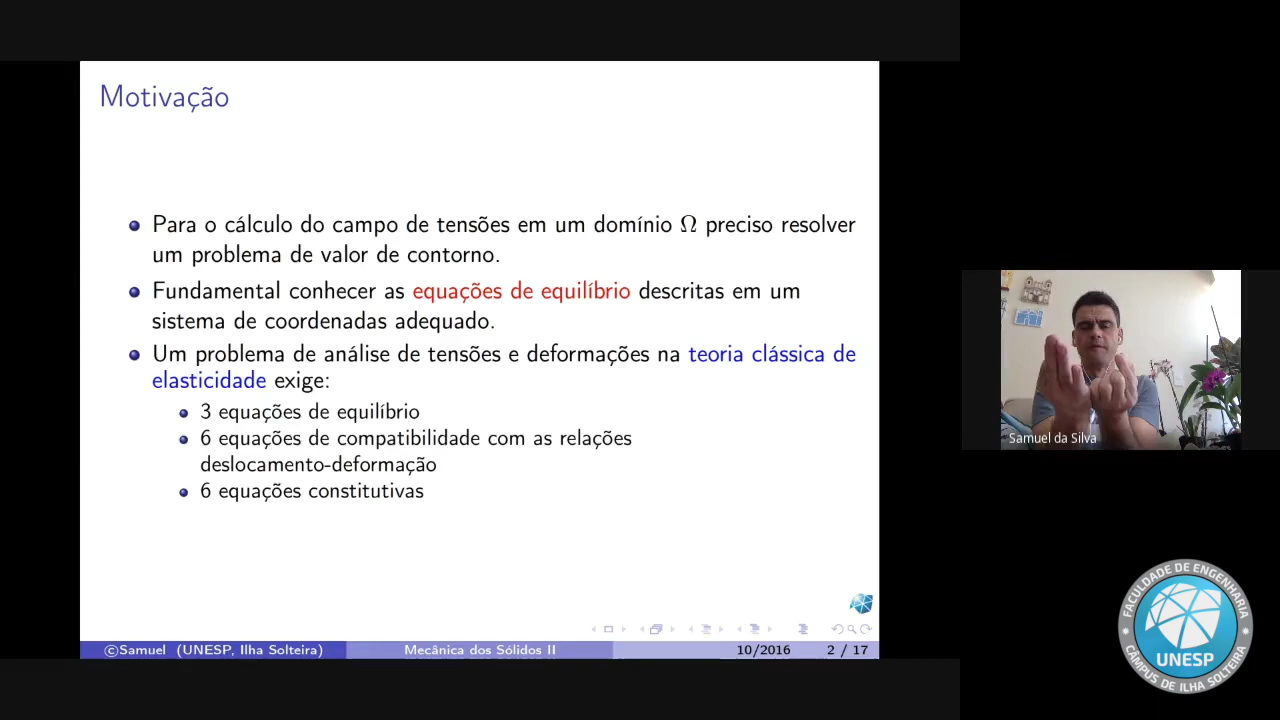 Motivação
Para o cálculo do campo de tensões em um domínio Ω preciso resolver
um problema de valor de contorno.
Fundamental conhecer as equações de equilíbrio descritas em um
sistema de coordenadas adequado.
Um problema de análise de tensões e deformações na teoria clássica de
elasticidade exige:
3 equações de equilíbrio
6 equações de compatibilidade com as relações
deslocamento-deformação
6 equações constitutivas
©Samuel (UNESP, Ilha Solteira)
Mecânica dos Sólidos II
10/2016
2 / 17
Samuel da Silva
FACULDADE DE ENGENHARIA
UNESP
CÂMPUS DE ILHA SOLTEIRA